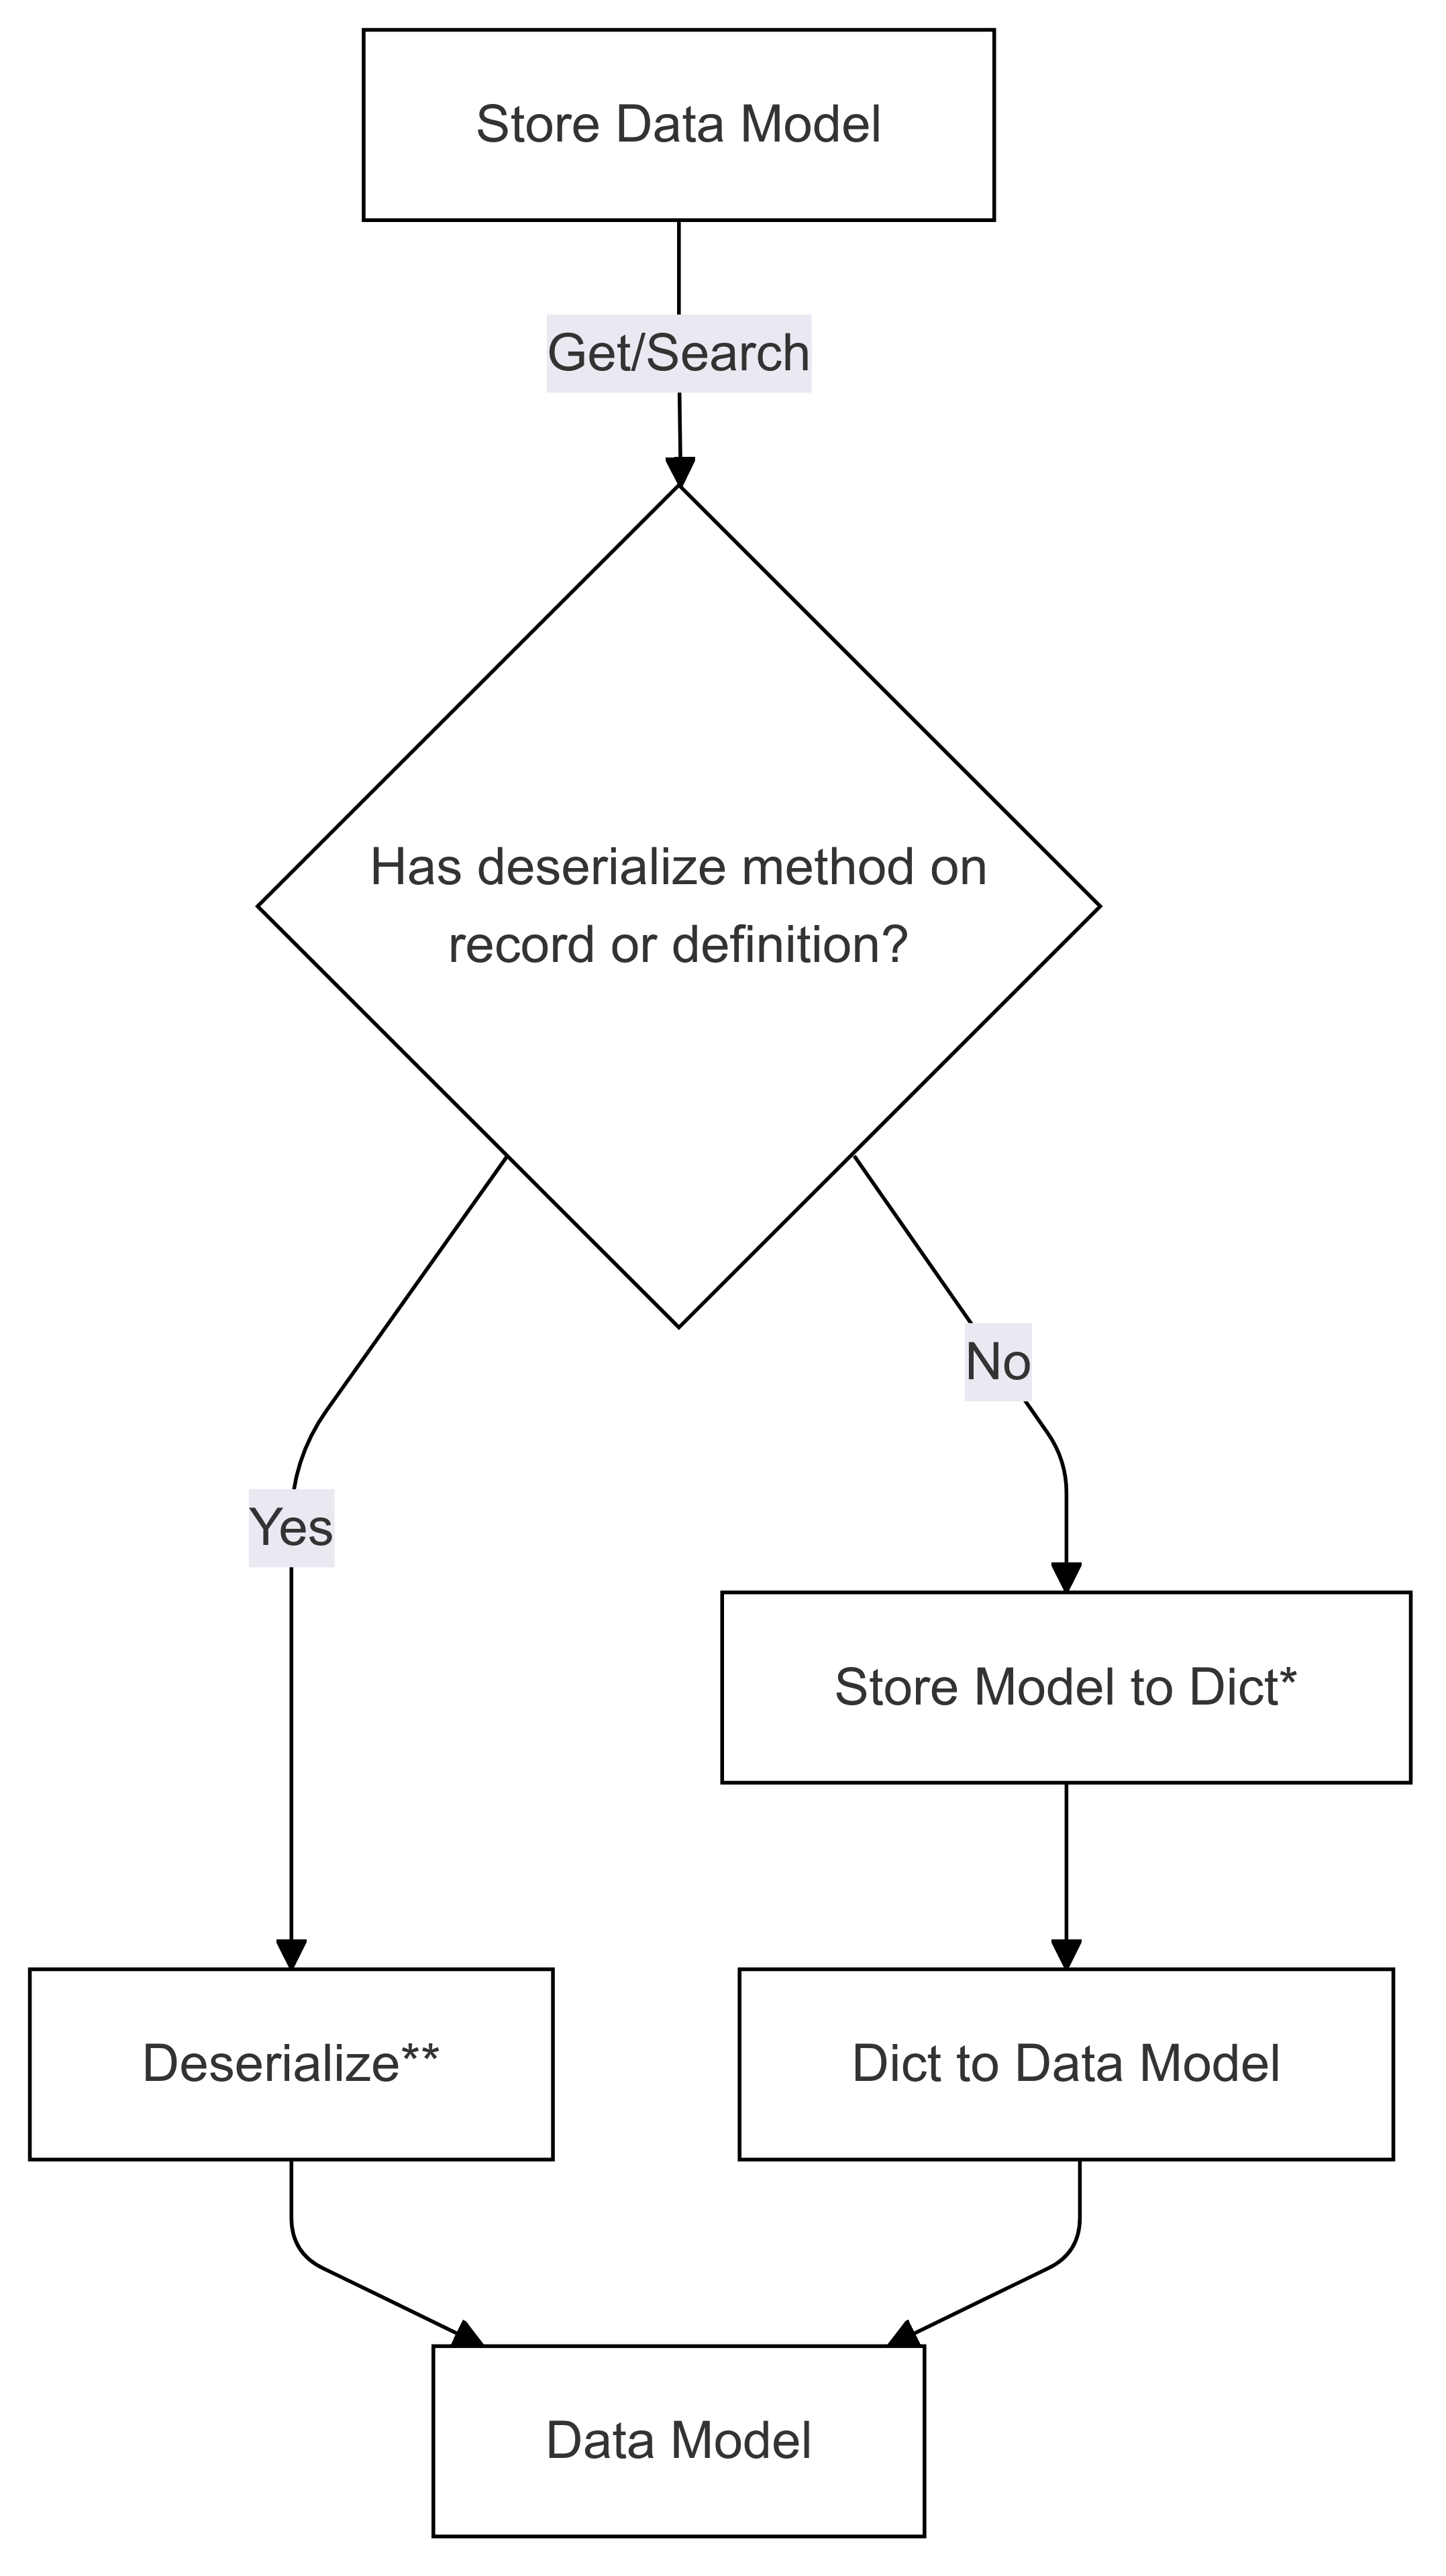 Store Data Model
Get/Search
Has deserialize method on
record or definition?
No
Yes
Store Model to Dict*
Deserialize**
Dict to Data Model
Data Model